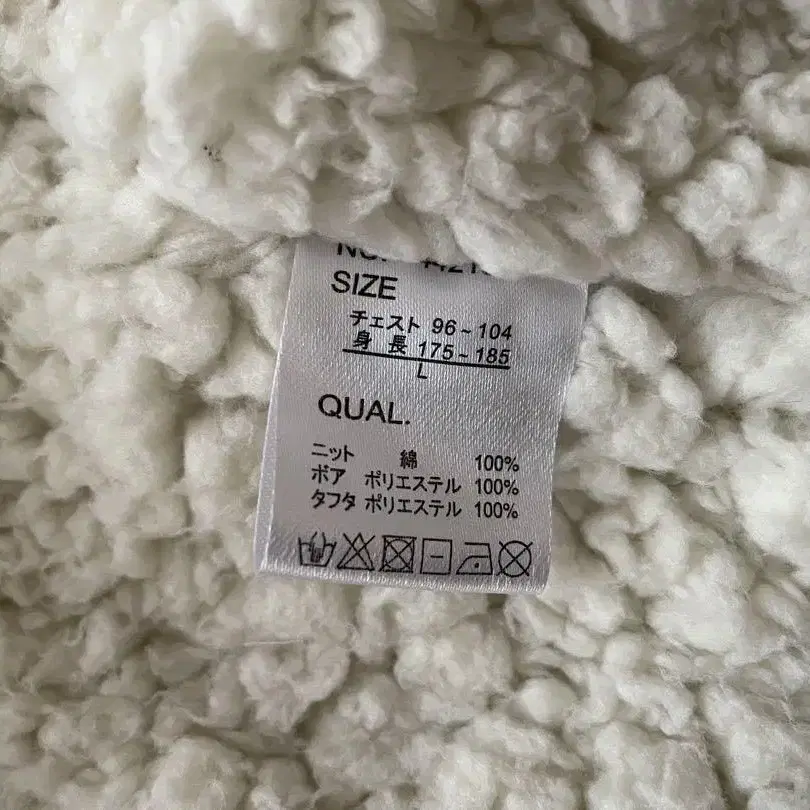 SIZE
チェスト 96~104
身長 175~185
L
QUAL.
ニット 綿 100%
ボア ポリエステル 100%
タフタ ポリエステル 100%